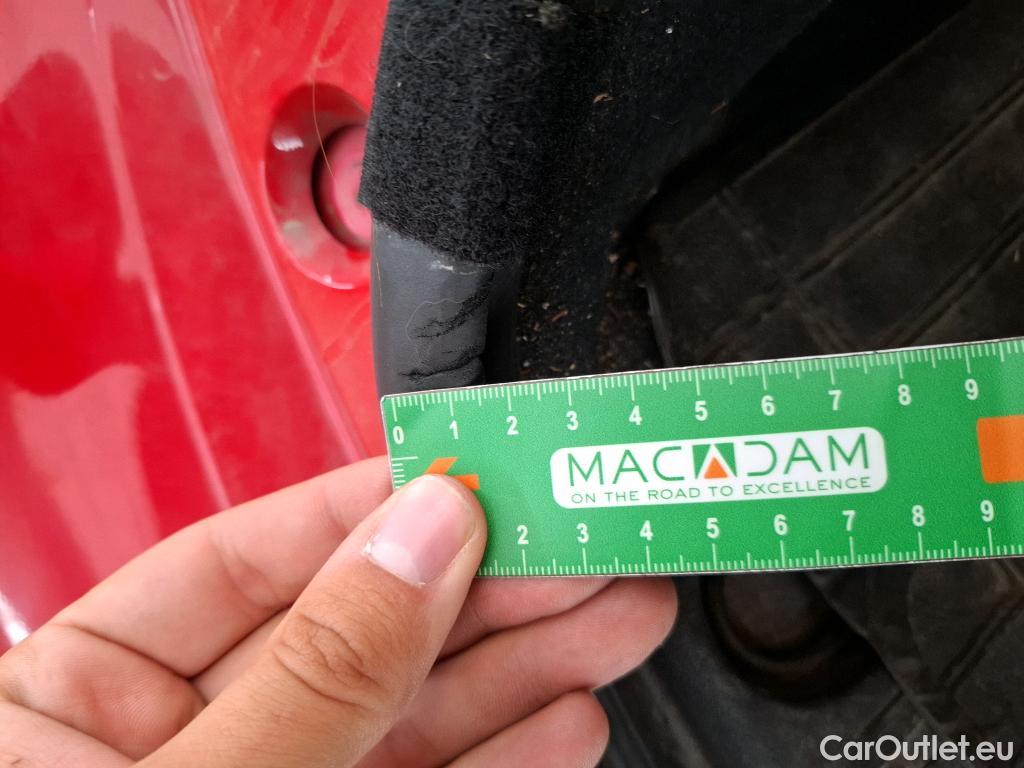 0 1 2 3 4 5 6 7 8 9
MACADAM
ON THE ROAD TO EXCELLENCE
2 3 4 5 6 7 8 9
CarOutlet.eu